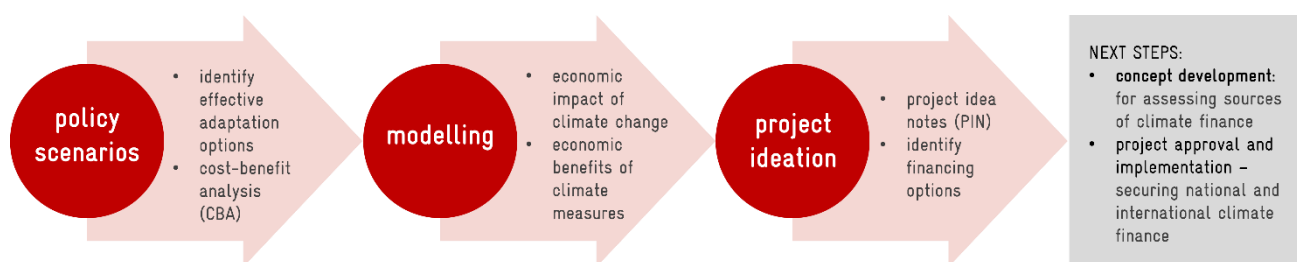 policy
scenarios
• identify
effective
adaptation
options
• cost-benefit
analysis
(CBA)
modelling
• economic
impact of
climate change
• economic
benefits of
climate
measures
project
ideation
• project idea
notes (PIN)
• identify
financing
options
NEXT STEPS:
• concept development:
for assessing sources
of climate finance
• project approval and
implementation –
securing national and
international climate
finance